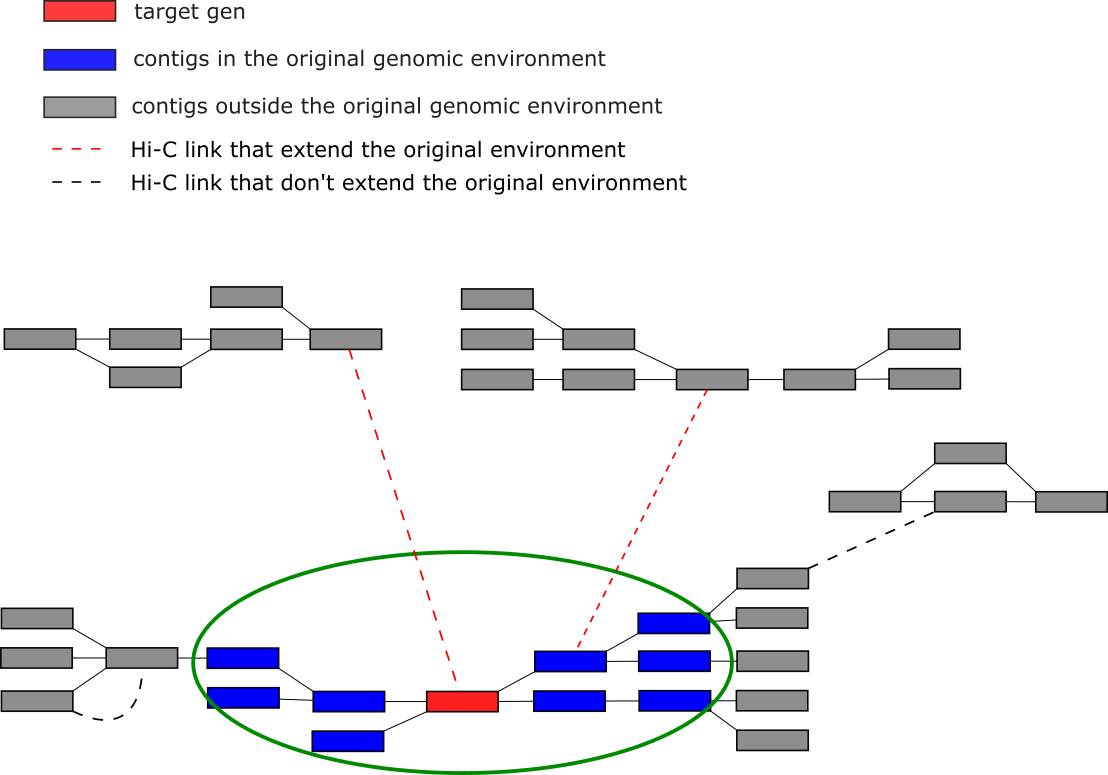 target gen
contigs in the original genomic environment
contigs outside the original genomic environment
Hi-C link that extend the original environment
Hi-C link that don't extend the original environment